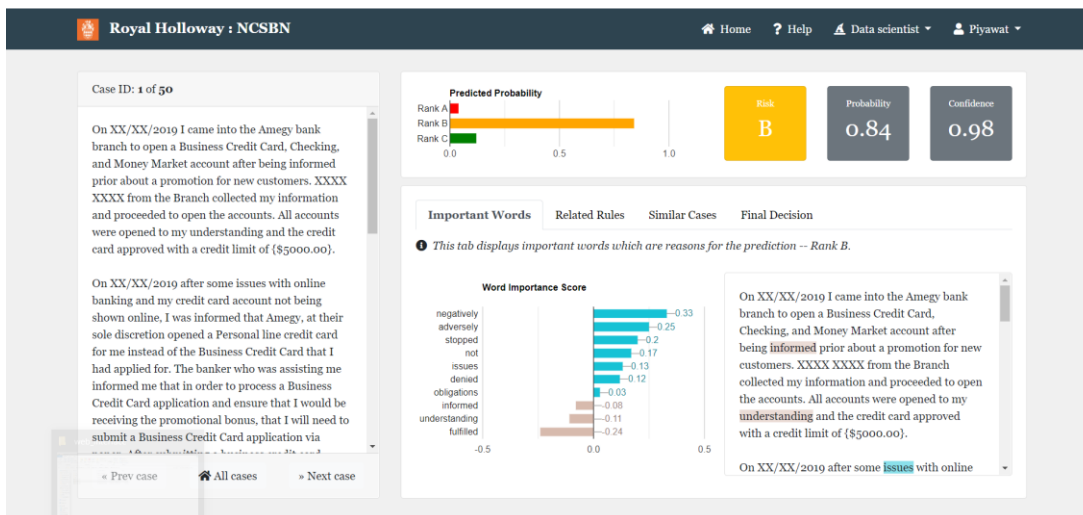 Royal Holloway : NCSBN
Home
? Help
Data scientist
Piyawat
Case ID: 1 of 50
On XX/XX/2019 I came into the Amegy bank
branch to open a Business Credit Card, Checking,
and Money Market account after being informed
prior about a promotion for new customers. XXXX
XXXX from the Branch collected my information
and proceeded to open the accounts. All accounts
were opened to my understanding and the credit
card approved with a credit limit of {$5000.00}.
On XX/XX/2019 after some issues with online
banking and my credit card account not being
shown online, I was informed that Amegy, at their
sole discretion opened a Personal line credit card
for me instead of the Business Credit Card that I
had applied for. The banker who was assisting me
informed me that in order to process a Business
Credit Card application and ensure that I would be
receiving the promotional bonus, that I will need to
submit a Business Credit Card application via
« Prev case
All cases
» Next case
Predicted Probability
Rank A
Rank B
Rank C
0.0
0.5
1.0
Risk
B
Probability
0.84
Confidence
0.98
Important Words
Related Rules
Similar Cases
Final Decision
This tab displays important words which are reasons for the prediction -- Rank B.
Word Importance Score
negatively
0.33
adversely
0.25
stopped
0.2
not
0.17
issues
0.13
denied
0.12
obligations
0.03
informed
-0.08
understanding
-0.11
fulfilled
-0.24
-0.5
0.0
0.5
On XX/XX/2019 I came into the Amegy bank
branch to open a Business Credit Card,
Checking, and Money Market account after
being informed prior about a promotion for new
customers. XXXX XXXX from the Branch
collected my information and proceeded to open
the accounts. All accounts were opened to my
understanding and the credit card approved
with a credit limit of {$5000.00}.
On XX/XX/2019 after some issues with online